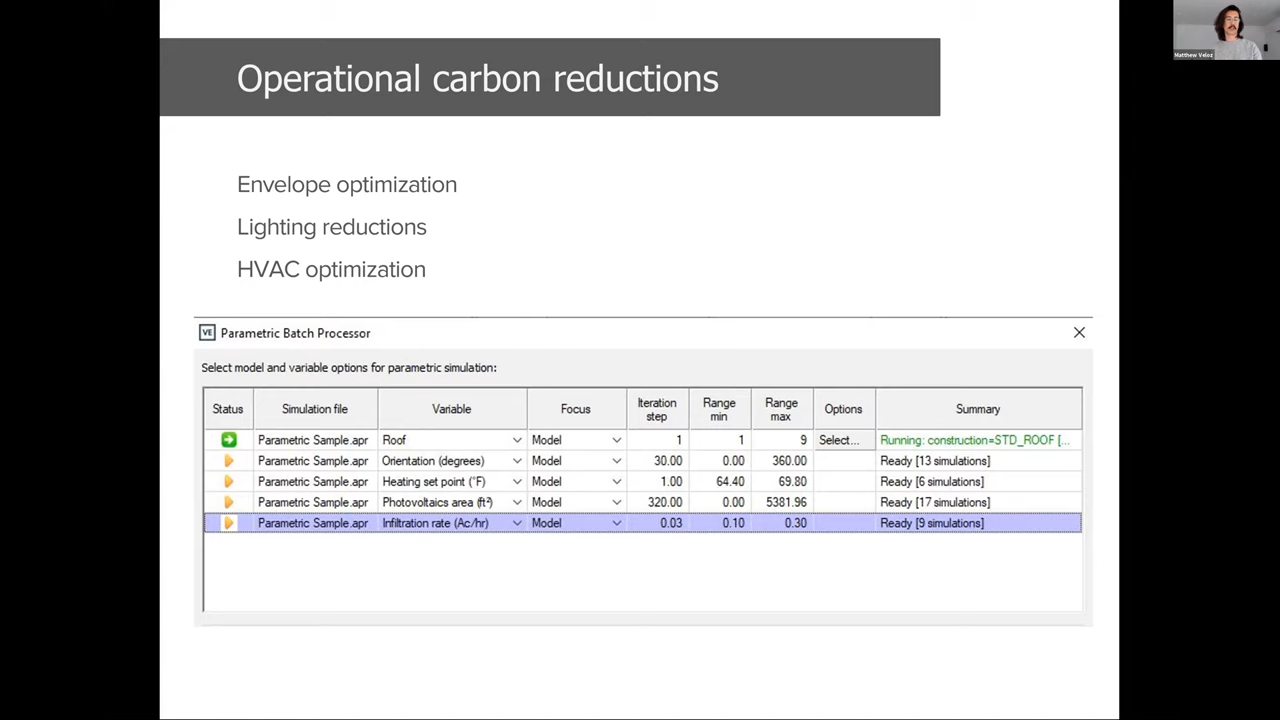 Operational carbon reductions
Matthew Veloz
Envelope optimization
Lighting reductions
HVAC optimization
VE Parametric Batch Processor
Select model and variable options for parametric simulation:
Status Simulation file Variable Focus Iteration step Range min Range max Options Summary
Parametric Sample.apr Roof Model 1 1 9 Select... Running: construction=STD_ROOF [...
Parametric Sample.apr Orientation (degrees) Model 30.00 0.00 360.00 Ready [13 simulations]
Parametric Sample.apr Heating set point (°F) Model 1.00 64.40 69.80 Ready [6 simulations]
Parametric Sample.apr Photovoltaics area (ft²) Model 320.00 0.00 5381.96 Ready [17 simulations]
Parametric Sample.apr Infiltration rate (Ac/hr) Model 0.03 0.10 0.30 Ready [9 simulations]